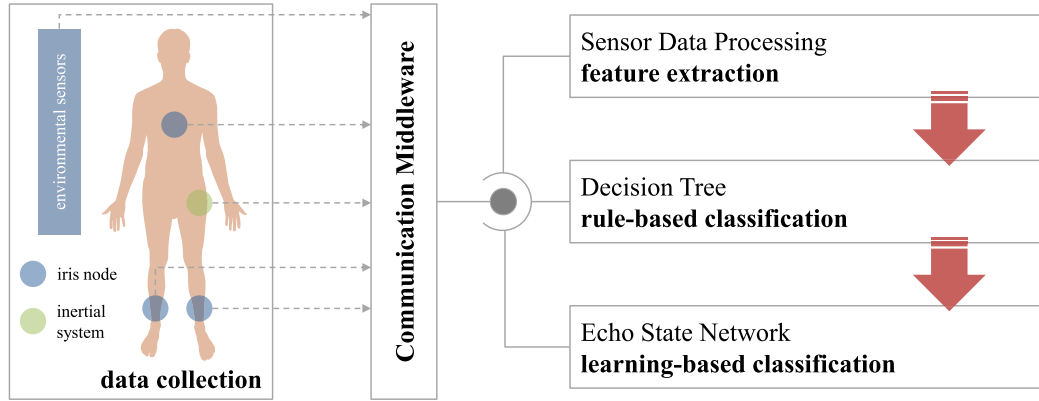 environmental sensors
iris node
inertial
system
data collection
Communication Middleware
Sensor Data Processing
feature extraction
Decision Tree
rule-based classification
Echo State Network
learning-based classification